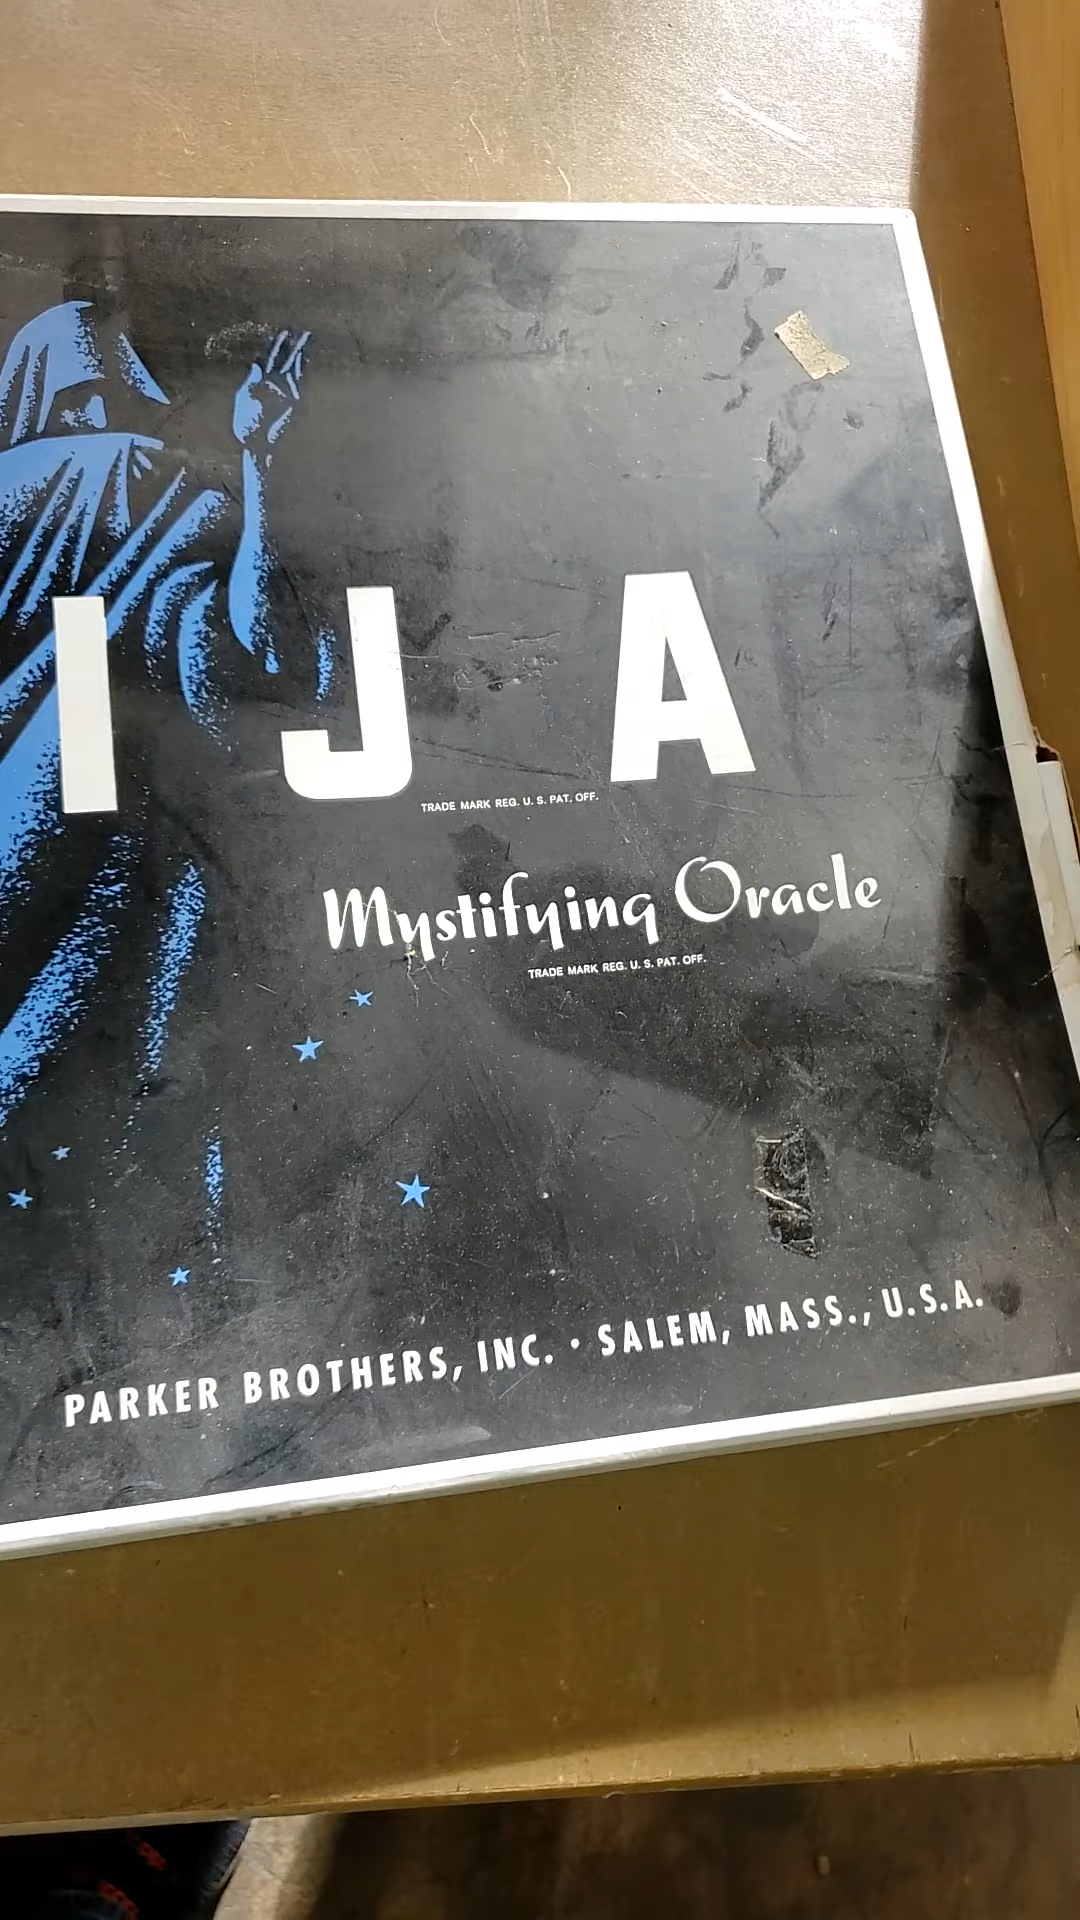 I J A
TRADE MARK REG. U. S. PAT. OFF.
Mystifying Oracle
TRADE MARK REG. U. S. PAT. OFF.
PARKER BROTHERS, INC. • SALEM, MASS., U.S.A.